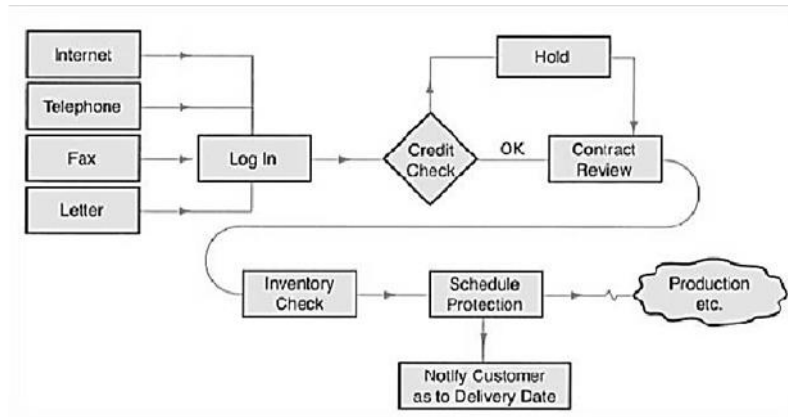 Internet
Telephone
Fax
Letter
Log In
Credit
Check
OK
Hold
Contract
Review
Inventory
Check
Schedule
Protection
Production
etc.
Notify Customer
as to Delivery Date